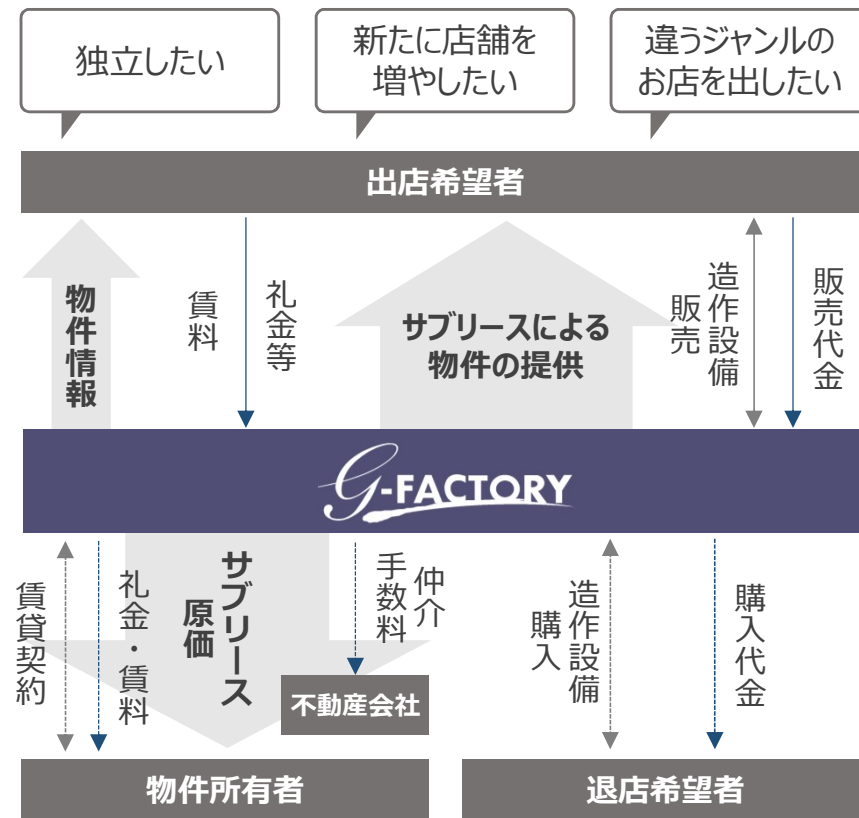 独立したい
新たに店舗を
増やしたい
違うジャンルの
お店を出したい
出店希望者
物件情報
賃料
礼金等
サブリースによる
物件の提供
造作設備
販売
販売代金
G-FACTORY
賃貸契約
礼金・賃料
サブリース
原価
仲介
手数料
不動産会社
造作設備
購入
購入代金
物件所有者
退店希望者